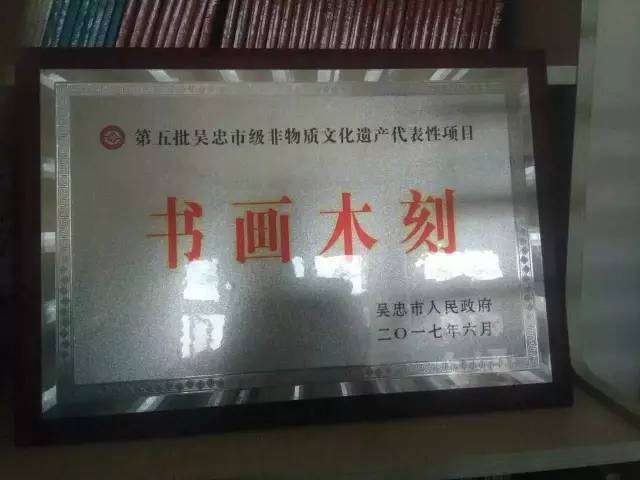 第五批吴忠市级非物质文化遗产代表性项目
书画木刻
吴忠市人民政府
二〇一七年六月